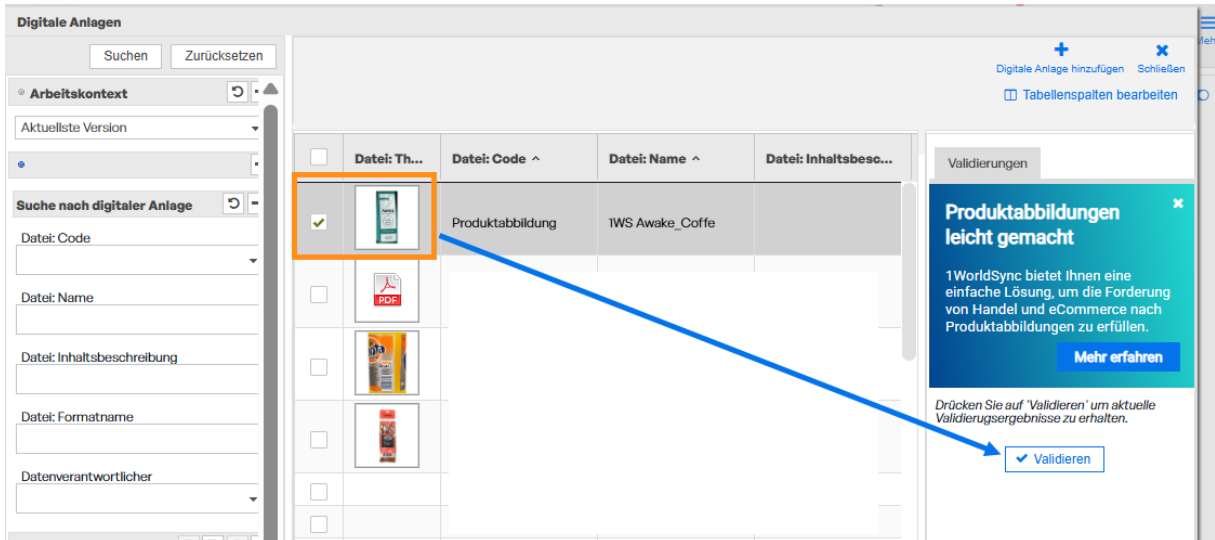 Digitale Anlagen
Suchen
Zurücksetzen
Digitale Anlage hinzufügen
Schließen
Tabellenspalten bearbeiten
Arbeitskontext
Aktuellste Version
Suche nach digitaler Anlage
Datei: Code
Datei: Name
Datei: Inhaltsbeschreibung
Datei: Formatname
Datenverantwortlicher
Datei: Th...
Datei: Code
Datei: Name
Datei: Inhaltsbesc...
Produktabbildung
1WS Awake_Coffe
PDF
Validierungen
Produktabbildungen
leicht gemacht
1WorldSync bietet Ihnen eine
einfache Lösung, um die Forderung
von Handel und eCommerce nach
Produktabbildungen zu erfüllen.
Mehr erfahren
Drücken Sie auf 'Validieren' um aktuelle
Validierugsergebnisse zu erhalten.
Validieren